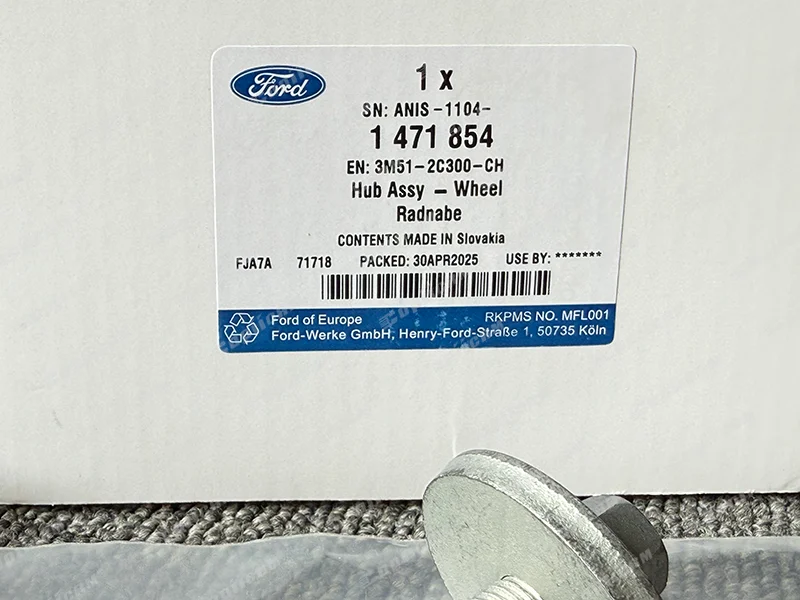 Ford
1 x
SN: ANIS -1104-
1 471 854
EN: 3M51-2C300-CH
Hub Assy - Wheel
Radnabe
CONTENTS MADE IN Slovakia
FJA7A 71718 PACKED: 30APR2025 USE BY: *******
Ford of Europe RKPMS NO. MFL001
Ford-Werke GmbH, Henry-Ford-Straße 1, 50735 Köln